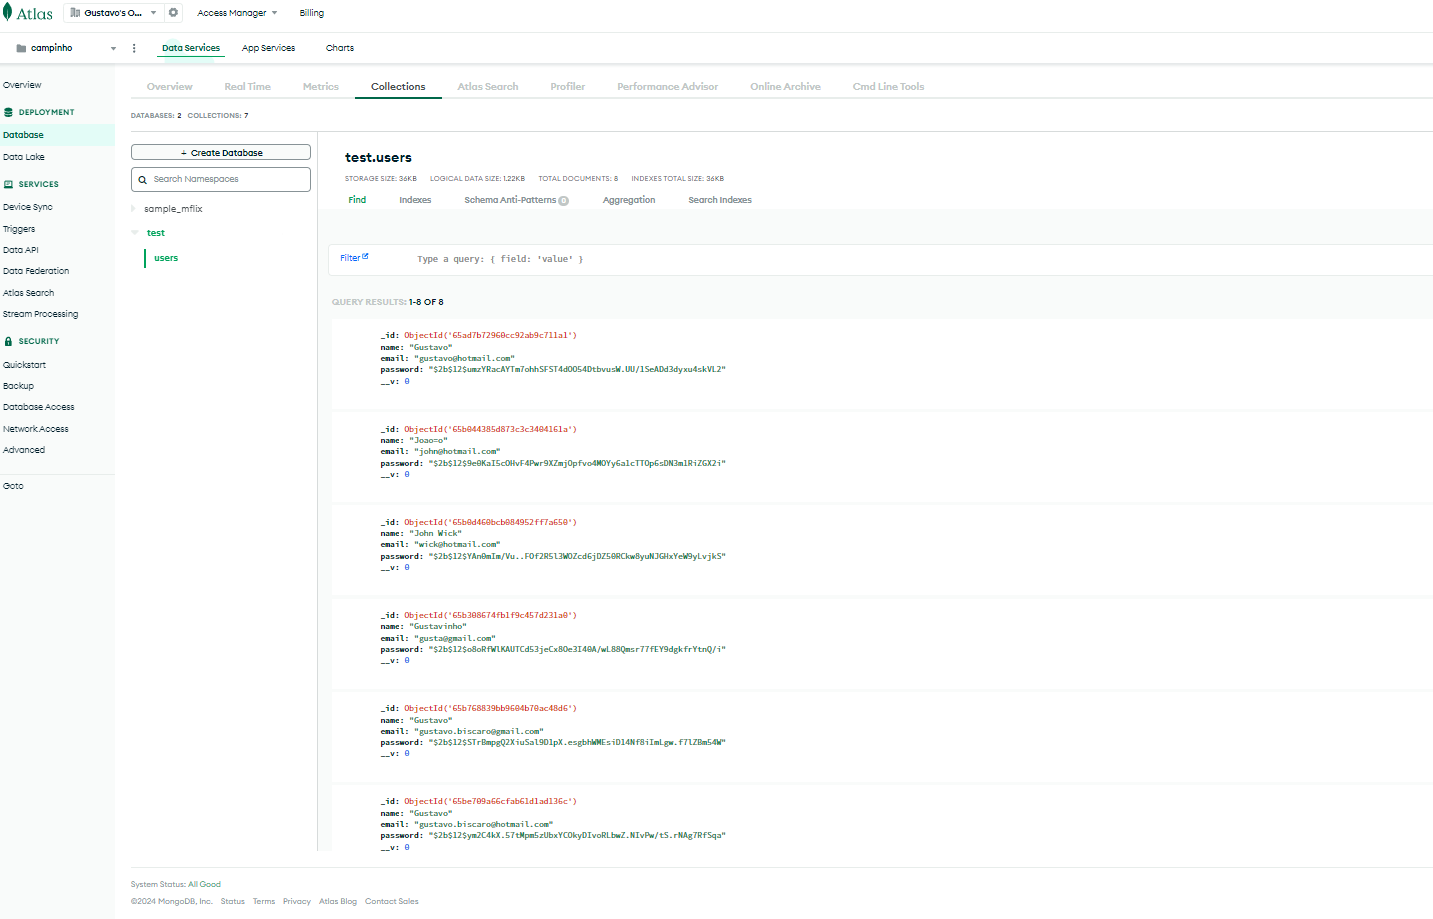 Atlas
Gustavo's O...
Access Manager
Billing
campinho
Data Services
App Services
Charts
Overview
DEPLOYMENT
Database
Data Lake
SERVICES
Device Sync
Triggers
Data API
Data Federation
Atlas Search
Stream Processing
SECURITY
Quickstart
Backup
Database Access
Network Access
Advanced
Goto
Overview
Real Time
Metrics
Collections
Atlas Search
Profiler
Performance Advisor
Online Archive
Cmd Line Tools
DATABASES: 2 COLLECTIONS: 7
+ Create Database
Search Namespaces
sample_mflix
test
users
test.users
STORAGE SIZE: 36KB LOGICAL DATA SIZE: 1.22KB TOTAL DOCUMENTS: 8 INDEXES TOTAL SIZE: 36KB
Find
Indexes
Schema Anti-Patterns 0
Aggregation
Search Indexes
Filter
Type a query: { field: 'value' }
QUERY RESULTS: 1-8 OF 8
_id: ObjectId('65ad7b72960cc92ab9c711a1')
name: "Gustavo"
email: "gustavo@hotmail.com"
password: "$2b$12$umzYRacAYTm7ohhSFST4dOO54DtbvusW.UU/1SeADd3dyxu4skVL2"
__v: 0
_id: ObjectId('65b044385d873c3c3404161a')
name: "Joao=o"
email: "john@hotmail.com"
password: "$2b$12$9e0KaI5cOHvF4Pwr9XZmjOpfvo4MOYy6alcTTOp6sDN3mlRiZGX2i"
__v: 0
_id: ObjectId('65b0d460bcb084952ff7a650')
name: "John Wick"
email: "wick@hotmail.com"
password: "$2b$12$YAn0mIm/Vu..FOf2R5l3WOZcd6jDZ50RCkw8yuNJGHxYeW9yLvjkS"
__v: 0
_id: ObjectId('65b308674fb1f9c457d231a0')
name: "Gustavinho"
email: "gusta@gmail.com"
password: "$2b$12$o8oRfWlKAUTCd53jeCx8Oe3I40A/wL88Qmsr77fEY9dgkfrYtnQ/i"
__v: 0
_id: ObjectId('65b768839bb9604b70ac48d6')
name: "Gustavo"
email: "gustavo.biscaro@gmail.com"
password: "$2b$12$STrBmpgQ2XiuSal9D1pX.esgbhWMEsiD14Nf8iImLgw.f7lZBm54W"
__v: 0
_id: ObjectId('65be709a66cfab61d1ad136c')
name: "Gustavo"
email: "gustavo.biscaro@hotmail.com"
password: "$2b$12$ym2C4kX.57tMpm5zUbxYCOkyDIvoRLbwZ.NIvPw/tS.rNAg7RfSqa"
__v: 0
System Status: All Good
©2024 MongoDB, Inc. Status Terms Privacy Atlas Blog Contact Sales